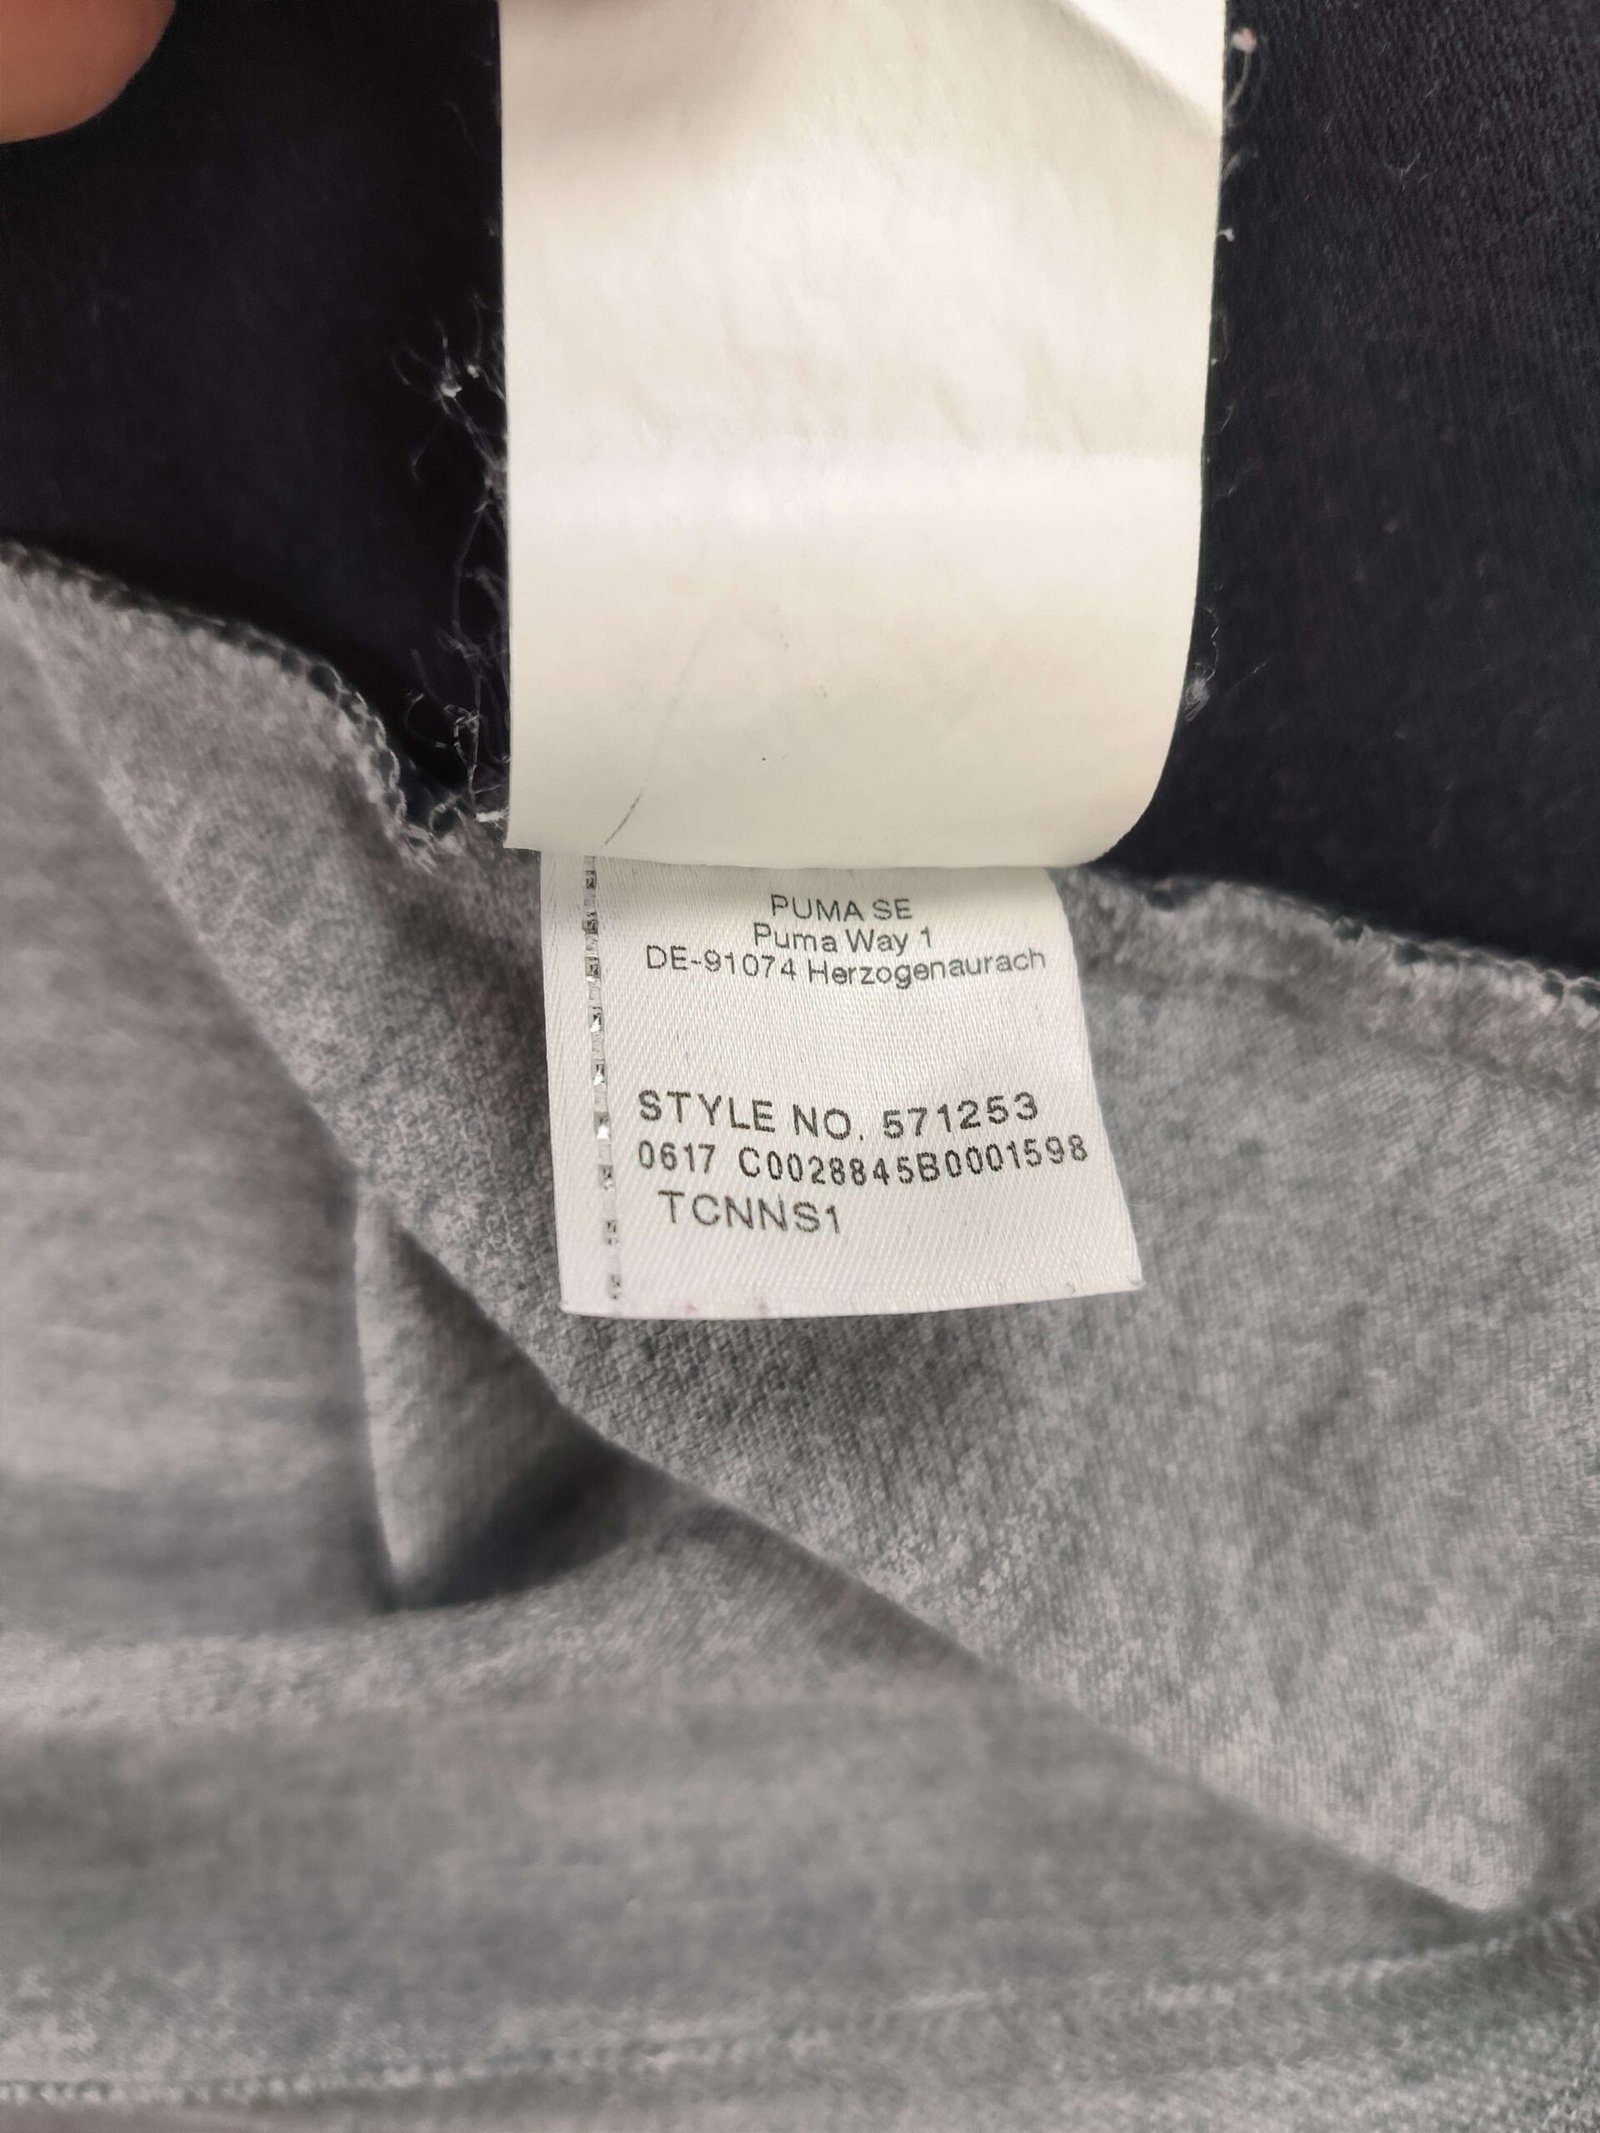 PUMA SE
Puma Way 1
DE-91074 Herzogenaurach
STYLE NO. 571253
0617 C0028845B0001598
TCNNS1